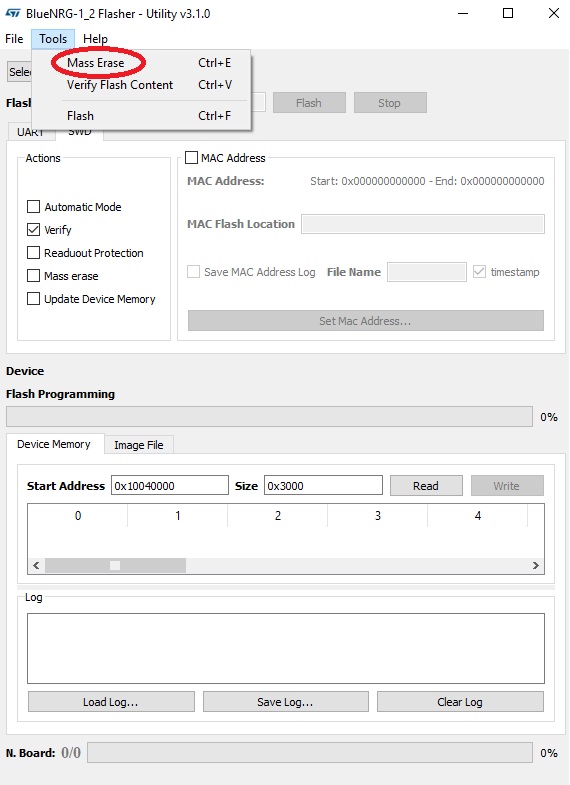 BlueNRG-1_2 Flasher - Utility v3.1.0
File Tools Help
Mass Erase Ctrl+E
Verify Flash Content Ctrl+V
Flash Ctrl+F
Flash Stop
UART SWD
Actions
Automatic Mode
Verify
Readout Protection
Mass erase
Update Device Memory
MAC Address
MAC Address: Start: 0x000000000000 - End: 0x000000000000
MAC Flash Location
Save MAC Address Log File Name timestamp
Set Mac Address...
Device
Flash Programming
0%
Device Memory Image File
Start Address 0x10040000 Size 0x3000 Read Write
0 1 2 3 4
Log
Load Log... Save Log... Clear Log
N. Board: 0/0 0%